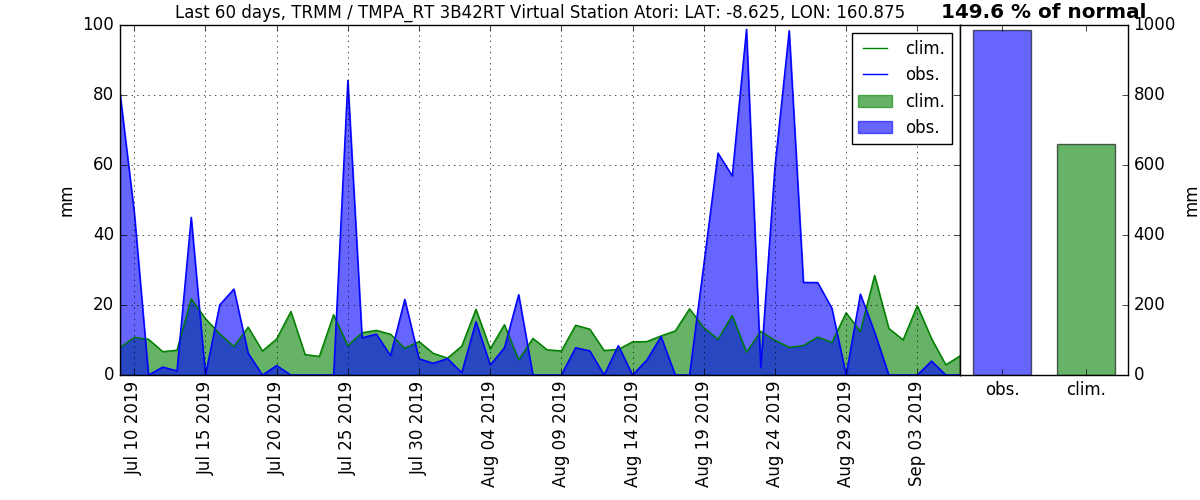 Last 60 days, TRMM / TMPA_RT 3B42RT Virtual Station Atori: LAT: -8.625, LON: 160.875
149.6 % of normal
100
80
60
40
20
0
mm
clim.
obs.
clim.
obs.
1000
800
600
400
200
0
mm
obs.
clim.
Jul 10 2019
Jul 15 2019
Jul 20 2019
Jul 25 2019
Jul 30 2019
Aug 04 2019
Aug 09 2019
Aug 14 2019
Aug 19 2019
Aug 24 2019
Aug 29 2019
Sep 03 2019